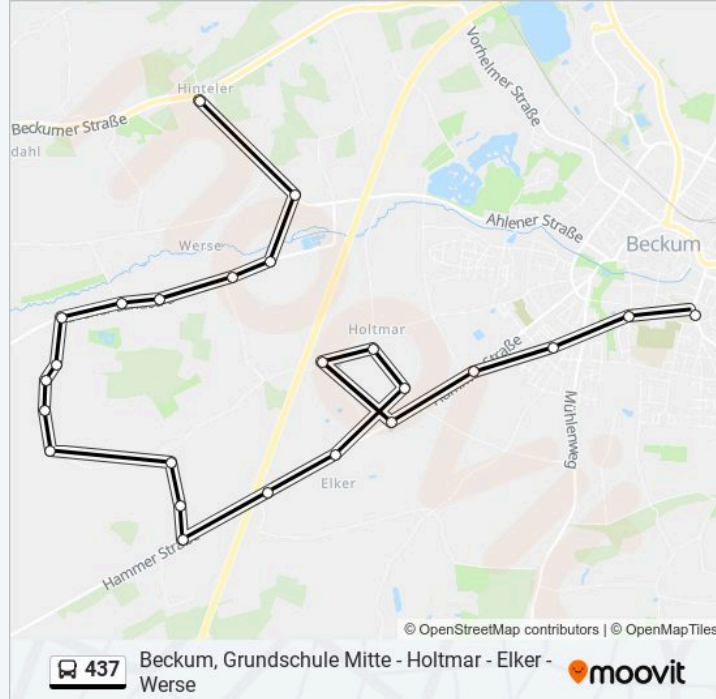 Hinteler
Vorhelmer Straße
Beckumer Straße
dahl
Ahlener Straße
Werse
Beckum
Holtmar
Straße
Mühlenweg
Elker
Hammer
© OpenStreetMap contributors | © OpenMapTiles
437
Beckum, Grundschule Mitte - Holtmar - Elker -
Werse
moovit